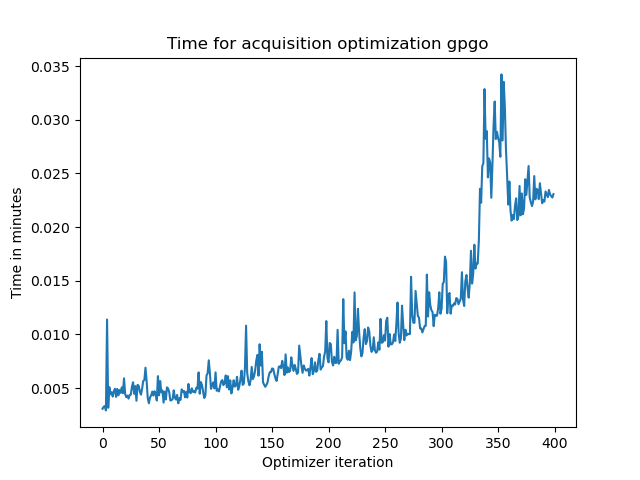 Time for acquisition optimization gpgo
0.035
0.030
0.025
0.020
0.015
0.010
0.005
Time in minutes
0 50 100 150 200 250 300 350 400
Optimizer iteration